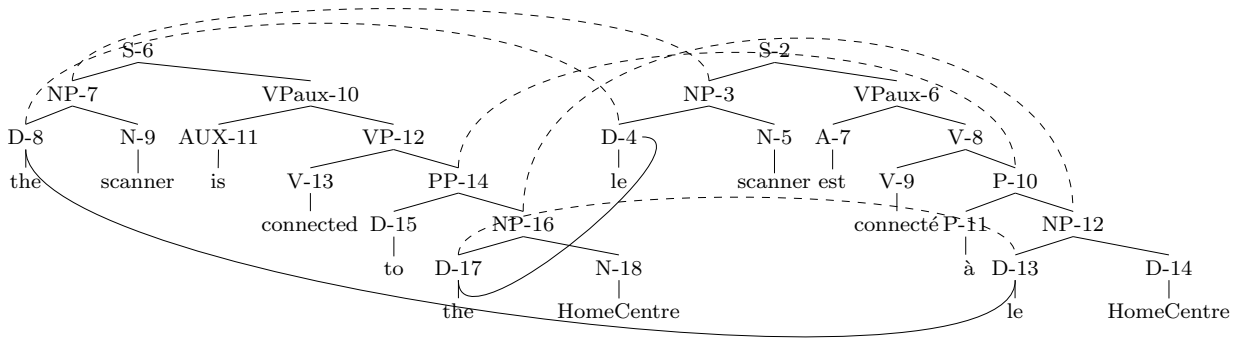 S-6 S-2
NP-7 VPaux-10 NP-3 VPaux-6
D-8 N-9 AUX-11 VP-12 D-4 N-5 A-7 V-8
the scanner is V-13 PP-14 le scanner est V-9 P-10
connected D-15 NP-16 connecté P-11 NP-12
to D-17 N-18 à D-13 D-14
the HomeCentre le HomeCentre